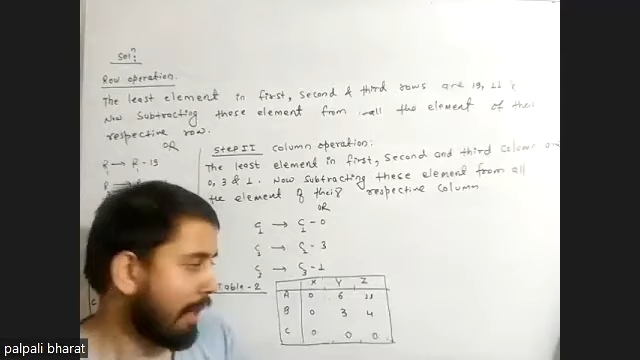 Sol:
Row operation.
The least element in first, second & third rows are 19, 11 &
Now Subtracting these element from all the element of their
respective row.
OR
R₁ → R₁ - 19
Step II column operation:
The least element in first, second and third column are
0, 3 & 1. Now subtracting these element from all
the element of their respective column
OR
C₁ → C₁ - 0
C₂ → C₂ - 3
C₃ → C₃ - 1
Table - 2
X Y Z
A 0 6 11
B 0 3 4
C 0 0 0
palpali bharat